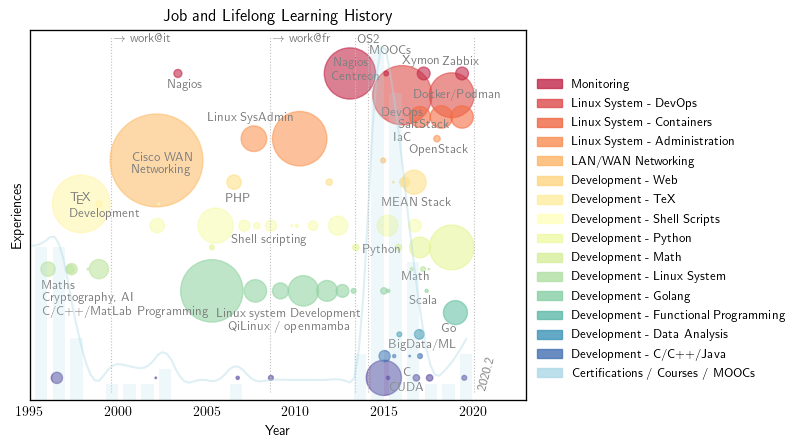 Job and Lifelong Learning History
→ work@it
→ work@fr
OS2
MOOCs
Nagios
Nagios
Centreon
Xymon
Zabbix
Docker/Podman
DevOps
SaltStack
IaC
OpenStack
Linux SysAdmin
Cisco WAN
Networking
TEX
Development
PHP
MEAN Stack
Shell scripting
Python
Maths
Cryptography, AI
C/C++/MatLab Programming
Math
Scala
Linux system Development
QiLinux / openmamba
Go
BigData/ML
C
CUDA
2020.2
Experiences
1995
2000
2005
2010
2015
2020
Year
Monitoring
Linux System - DevOps
Linux System - Containers
Linux System - Administration
LAN/WAN Networking
Development - Web
Development - TeX
Development - Shell Scripts
Development - Python
Development - Math
Development - Linux System
Development - Golang
Development - Functional Programming
Development - Data Analysis
Development - C/C++/Java
Certifications / Courses / MOOCs